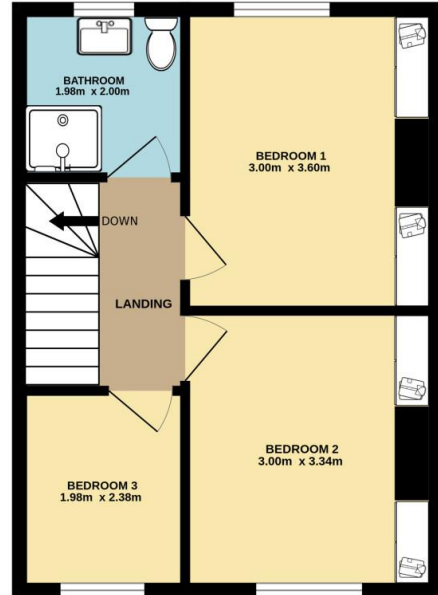 BATHROOM
1.98m x 2.00m
BEDROOM 1
3.00m x 3.60m
DOWN
LANDING
BEDROOM 2
3.00m x 3.34m
BEDROOM 3
1.98m x 2.38m